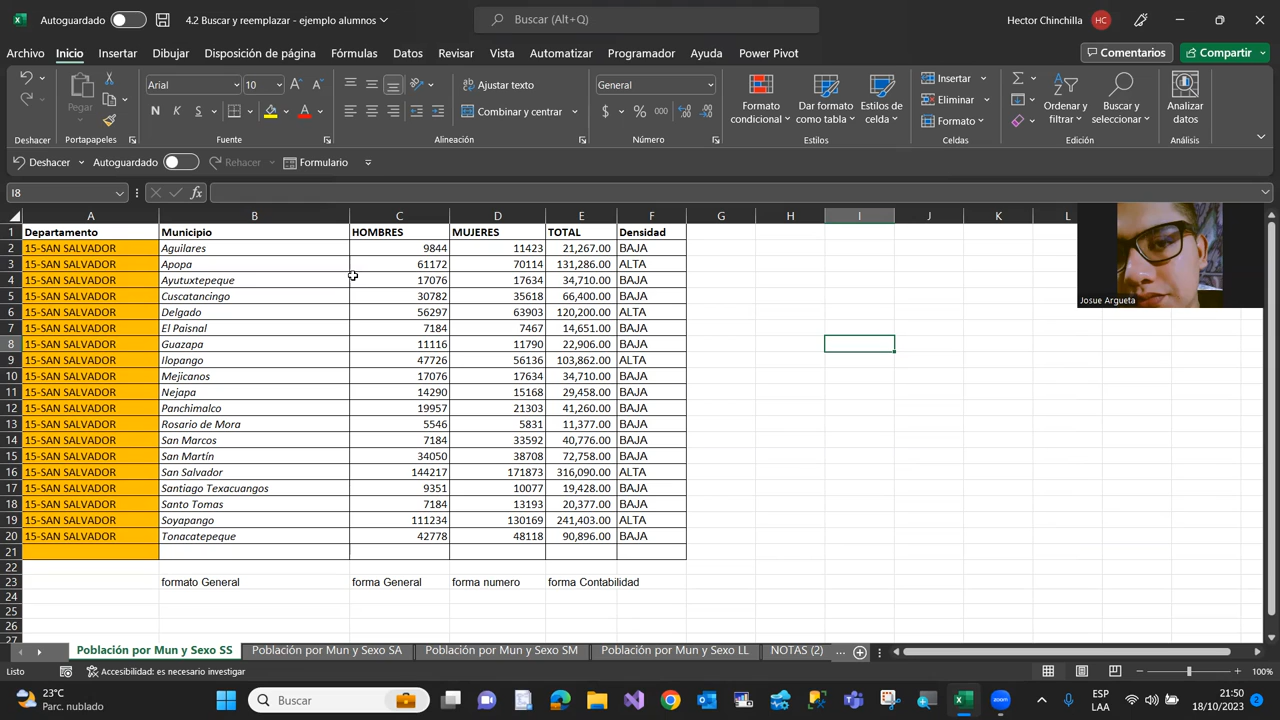 Autoguardado
4.2 Buscar y reemplazar - ejemplo alumnos
Buscar (Alt+Q)
Hector Chinchilla
HC
Archivo Inicio Insertar Dibujar Disposición de página Fórmulas Datos Revisar Vista Automatizar Programador Ayuda Power Pivot
Comentarios
Compartir
Pegar
Arial 10
N K S
Ajustar texto
Combinar y centrar
General
$ % 000
Formato condicional
Dar formato como tabla
Estilos de celda
Insertar
Eliminar
Formato
Ordenar y filtrar
Buscar y seleccionar
Analizar datos
Deshacer Portapapeles Fuente Alineación Número Estilos Celdas Edición Análisis
Deshacer Autoguardado Rehacer Formulario
I8
fx
A B C D E F G H I J K L
1 Departamento Municipio HOMBRES MUJERES TOTAL Densidad
2 15-SAN SALVADOR Aguilares 9844 11423 21,267.00 BAJA
3 15-SAN SALVADOR Apopa 61172 70114 131,286.00 ALTA
4 15-SAN SALVADOR Ayutuxtepeque 17076 17634 34,710.00 BAJA
5 15-SAN SALVADOR Cuscatancingo 30782 35618 66,400.00 BAJA
6 15-SAN SALVADOR Delgado 56297 63903 120,200.00 ALTA
7 15-SAN SALVADOR El Paisnal 7184 7467 14,651.00 BAJA
8 15-SAN SALVADOR Guazapa 11116 11790 22,906.00 BAJA
9 15-SAN SALVADOR Ilopango 47726 56136 103,862.00 ALTA
10 15-SAN SALVADOR Mejicanos 17076 17634 34,710.00 BAJA
11 15-SAN SALVADOR Nejapa 14290 15168 29,458.00 BAJA
12 15-SAN SALVADOR Panchimalco 19957 21303 41,260.00 BAJA
13 15-SAN SALVADOR Rosario de Mora 5546 5831 11,377.00 BAJA
14 15-SAN SALVADOR San Marcos 7184 33592 40,776.00 BAJA
15 15-SAN SALVADOR San Martín 34050 38708 72,758.00 BAJA
16 15-SAN SALVADOR San Salvador 144217 171873 316,090.00 ALTA
17 15-SAN SALVADOR Santiago Texacuangos 9351 10077 19,428.00 BAJA
18 15-SAN SALVADOR Santo Tomas 7184 13193 20,377.00 BAJA
19 15-SAN SALVADOR Soyapango 111234 130169 241,403.00 ALTA
20 15-SAN SALVADOR Tonacatepeque 42778 48118 90,896.00 BAJA
21
22
23 formato General forma General forma numero forma Contabilidad
24
25
26
27
Josue Argueta
Población por Mun y Sexo SS Población por Mun y Sexo SA Población por Mun y Sexo SM Población por Mun y Sexo LL NOTAS (2) ...
Listo Accesibilidad: es necesario investigar 100%
23°C
Parc. nublado
Buscar
zoom
ESP
LAA
21:50
18/10/2023
2